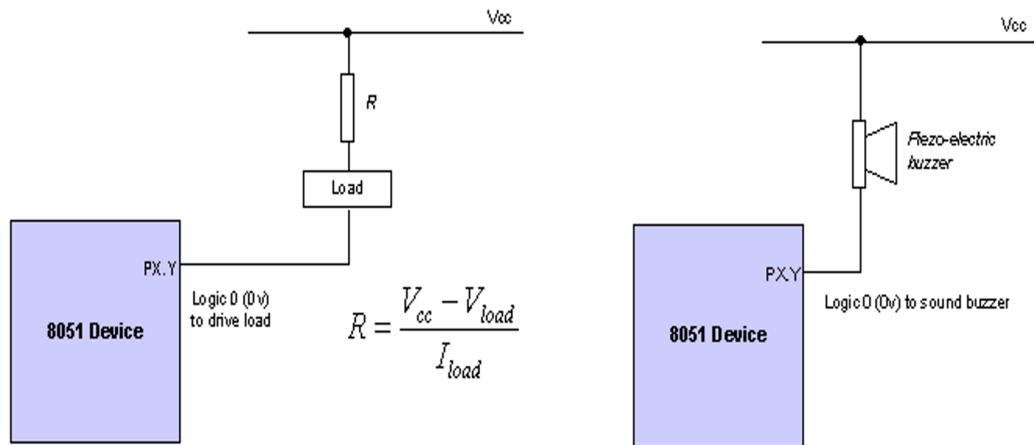 Vcc
R
Load
PX.Y
Logic 0 (0v)
to drive load
8051 Device
R = (Vcc − Vload) / Iload
Vcc
Piezo-electric
buzzer
PX.Y
Logic 0 (0v) to sound buzzer
8051 Device